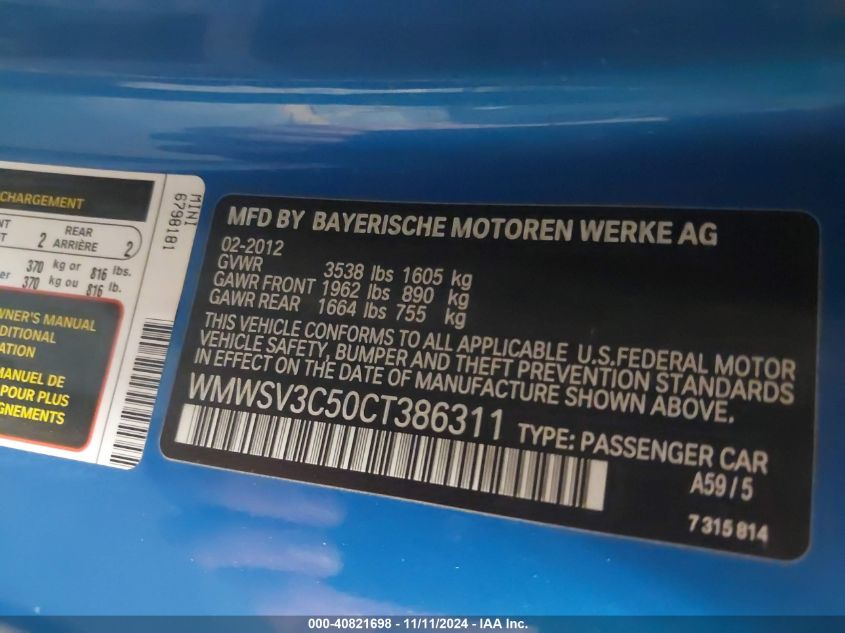 CHARGEMENT
2
REAR
ARRIÈRE
2
370 kg or 816 lbs.
370 kg ou 816 lb.
OWNER'S MANUAL
MANUEL DE
POUR PLUS
MINI
6798181
MFD BY BAYERISCHE MOTOREN WERKE AG
02-2012
GVWR 3538 lbs 1605 kg
GAWR FRONT 1962 lbs 890 kg
GAWR REAR 1664 lbs 755 kg
THIS VEHICLE CONFORMS TO ALL APPLICABLE U.S.FEDERAL MOTOR
VEHICLE SAFETY, BUMPER AND THEFT PREVENTION STANDARDS
IN EFFECT ON THE DATE OF MANUFACTURE SHOWN ABOVE.
WMWSV3C50CT386311 TYPE: PASSENGER CAR
A59/5
7 315 814
000-40821698 - 11/11/2024 - © IAA Inc.